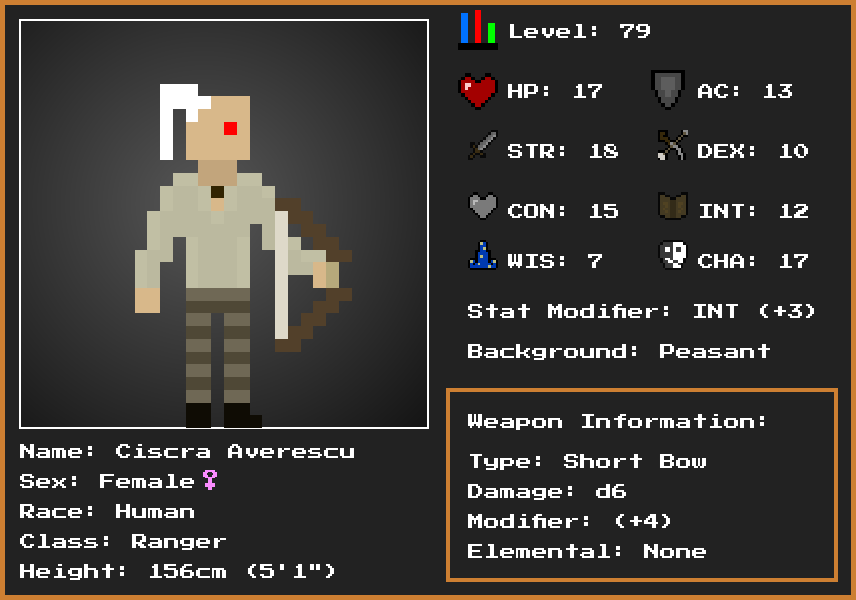 Level: 79
HP: 17 AC: 13
STR: 18 DEX: 10
CON: 15 INT: 12
WIS: 7 CHA: 17
Stat Modifier: INT (+3)
Background: Peasant
Weapon Information:
Type: Short Bow
Damage: d6
Modifier: (+4)
Elemental: None
Name: Ciscra Averescu
Sex: Female♀
Race: Human
Class: Ranger
Height: 156cm (5'1")